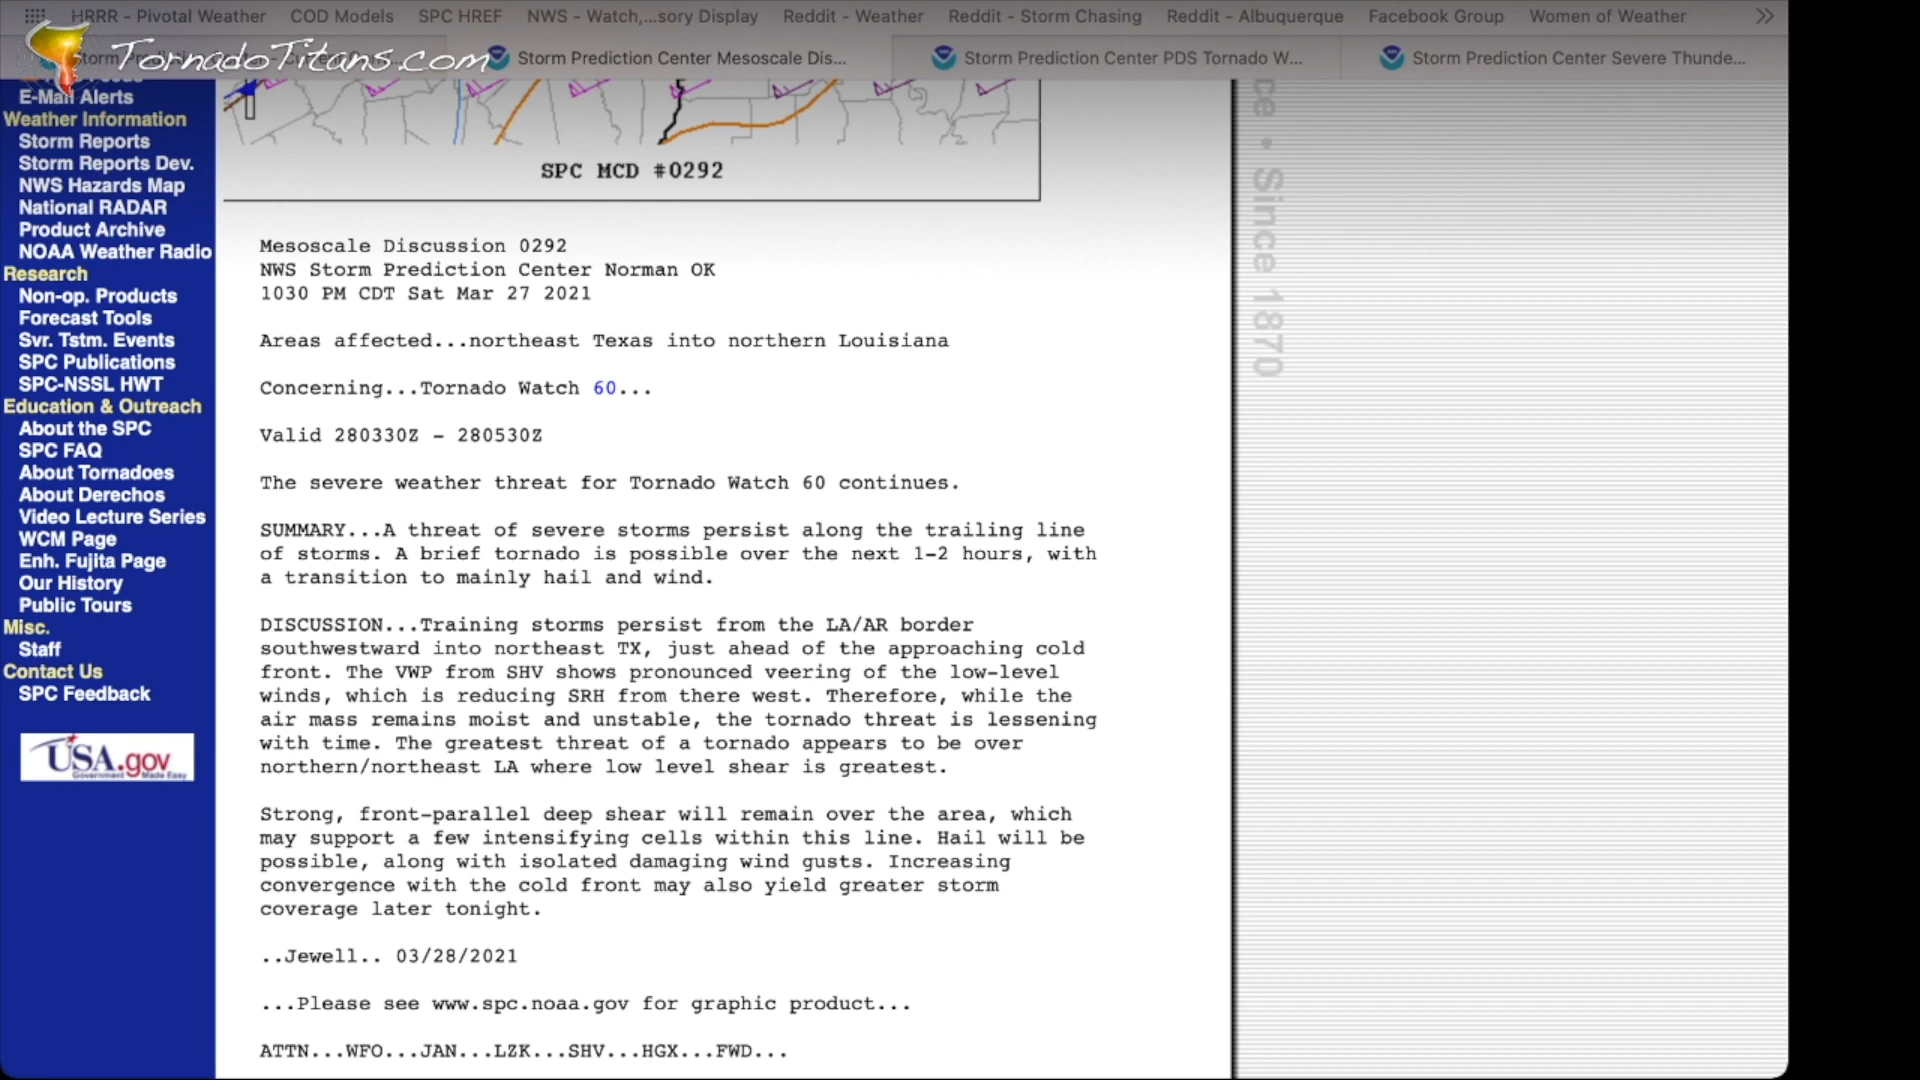 HRRR - Pivotal Weather COD Models SPC HREF NWS - Watch,...sory Display Reddit - Weather Reddit - Storm Chasing Reddit - Albuquerque Facebook Group Women of Weather
TornadoTitans.com
Storm Prediction Center Mesoscale Dis... Storm Prediction Center PDS Tornado W... Storm Prediction Center Severe Thunde...
E-Mail Alerts
Weather Information
Storm Reports
Storm Reports Dev.
NWS Hazards Map
National RADAR
Product Archive
NOAA Weather Radio
Research
Non-op. Products
Forecast Tools
Svr. Tstm. Events
SPC Publications
SPC-NSSL HWT
Education & Outreach
About the SPC
SPC FAQ
About Tornadoes
About Derechos
Video Lecture Series
WCM Page
Enh. Fujita Page
Our History
Public Tours
Misc.
Staff
Contact Us
SPC Feedback
USA.gov
Government Made Easy
SPC MCD #0292
Mesoscale Discussion 0292
NWS Storm Prediction Center Norman OK
1030 PM CDT Sat Mar 27 2021
Areas affected...northeast Texas into northern Louisiana
Concerning...Tornado Watch 60...
Valid 280330Z - 280530Z
The severe weather threat for Tornado Watch 60 continues.
SUMMARY...A threat of severe storms persist along the trailing line
of storms. A brief tornado is possible over the next 1-2 hours, with
a transition to mainly hail and wind.
DISCUSSION...Training storms persist from the LA/AR border
southwestward into northeast TX, just ahead of the approaching cold
front. The VWP from SHV shows pronounced veering of the low-level
winds, which is reducing SRH from there west. Therefore, while the
air mass remains moist and unstable, the tornado threat is lessening
with time. The greatest threat of a tornado appears to be over
northern/northeast LA where low level shear is greatest.
Strong, front-parallel deep shear will remain over the area, which
may support a few intensifying cells within this line. Hail will be
possible, along with isolated damaging wind gusts. Increasing
convergence with the cold front may also yield greater storm
coverage later tonight.
..Jewell.. 03/28/2021
...Please see www.spc.noaa.gov for graphic product...
ATTN...WFO...JAN...LZK...SHV...HGX...FWD...
• Since 1870